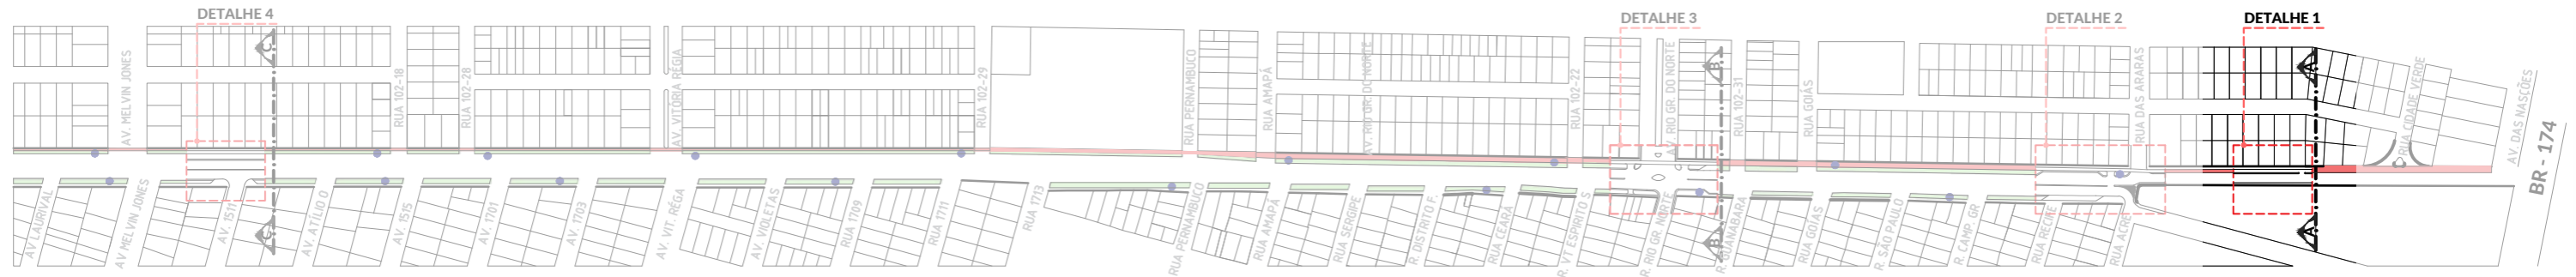 DETALHE 4
DETALHE 3
DETALHE 2
DETALHE 1
AV. MELVIN JONES
C
RUA 102-18
RUA 102-28
AV. VITÓRIA RÉGIA
RUA 102-29
RUA PERNAMBUCO
RUA AMAPÁ
AV. RIO GR. DO NORTE
RUA 102-22
AV. RIO GR. DO NORTE
B
RUA 102-31
RUA GOIÁS
RUA DAS ARARAS
A
RUA CIDADE VERDE
AV. DAS NASCÕES
BR - 174
AV LAURIVAL
AV MELVIN JONES
AV. 1511
C
AV. ATÍLIO O
AV. 1515
AV. 1701
AV. 1703
AV. VIT. RÉGA
AV. VIOLETAS
RUA 1709
RUA 1711
RUA 1713
RUA PERNAMBUCO
RUA AMAPÁ
RUA SERGIPE
R. DISTRITO F.
RUA CEARA
R. VT ESPIRITO S
R. RIO GR. NORTE
B
R. GUANABARA
RUA GOIAS
R. SÃO PAULO
R. CAMP. GR
RUA RECIFE
RUA ACRE
A